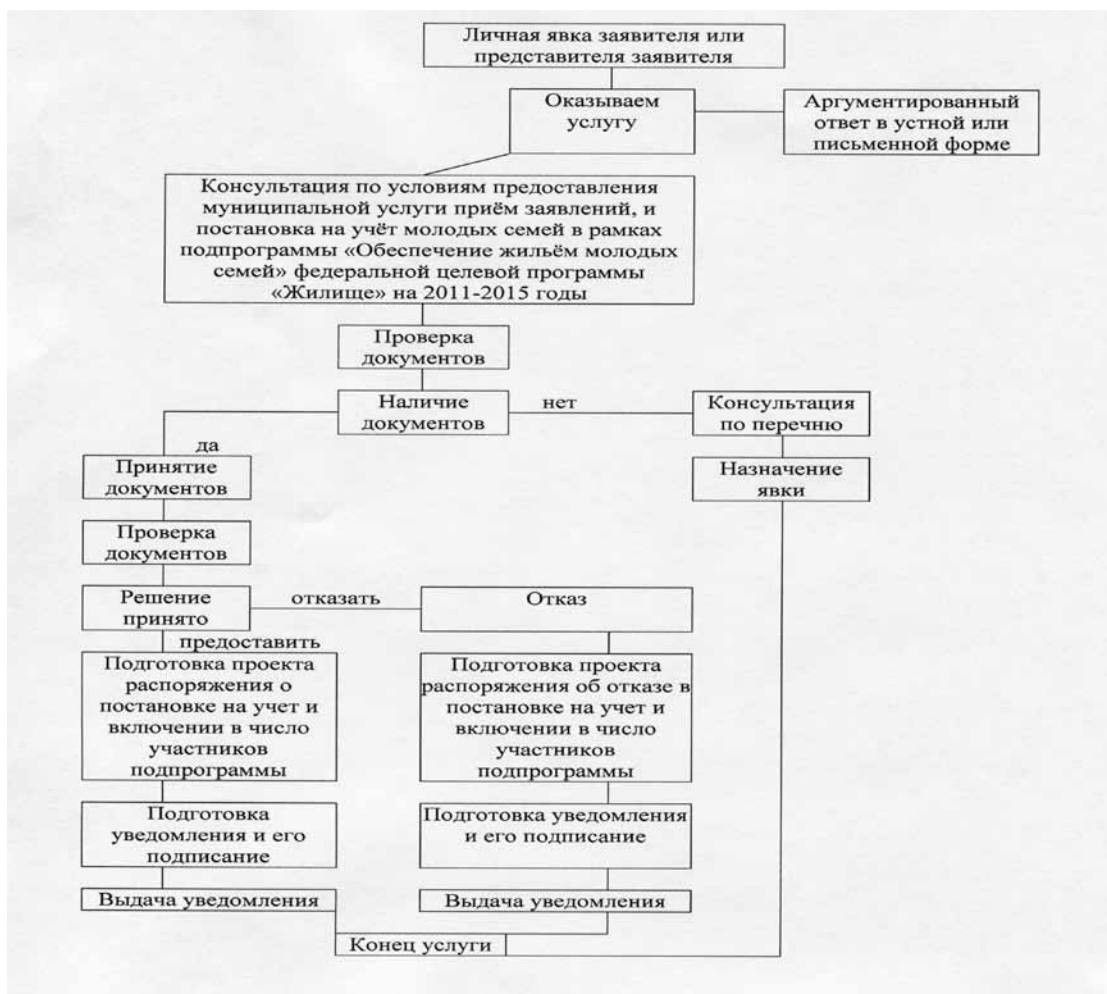 Личная явка заявителя или
представителя заявителя
Оказываем
услугу
Аргументированный
ответ в устной или
письменной форме
Консультация по условиям предоставления
муниципальной услуги приём заявлений, и
постановка на учёт молодых семей в рамках
подпрограммы «Обеспечение жильём молодых
семей» федеральной целевой программы
«Жилище» на 2011-2015 годы
Проверка
документов
Наличие
документов
нет
Консультация
по перечню
да
Принятие
документов
Назначение
явки
Проверка
документов
Решение
принято
отказать
Отказ
предоставить
Подготовка проекта
распоряжения о
постановке на учет и
включении в число
участников
подпрограммы
Подготовка проекта
распоряжения об отказе в
постановке на учет и
включении в число
участников
подпрограммы
Подготовка
уведомления и его
подписание
Подготовка уведомления
и его подписание
Выдача уведомления
Выдача уведомления
Конец услуги